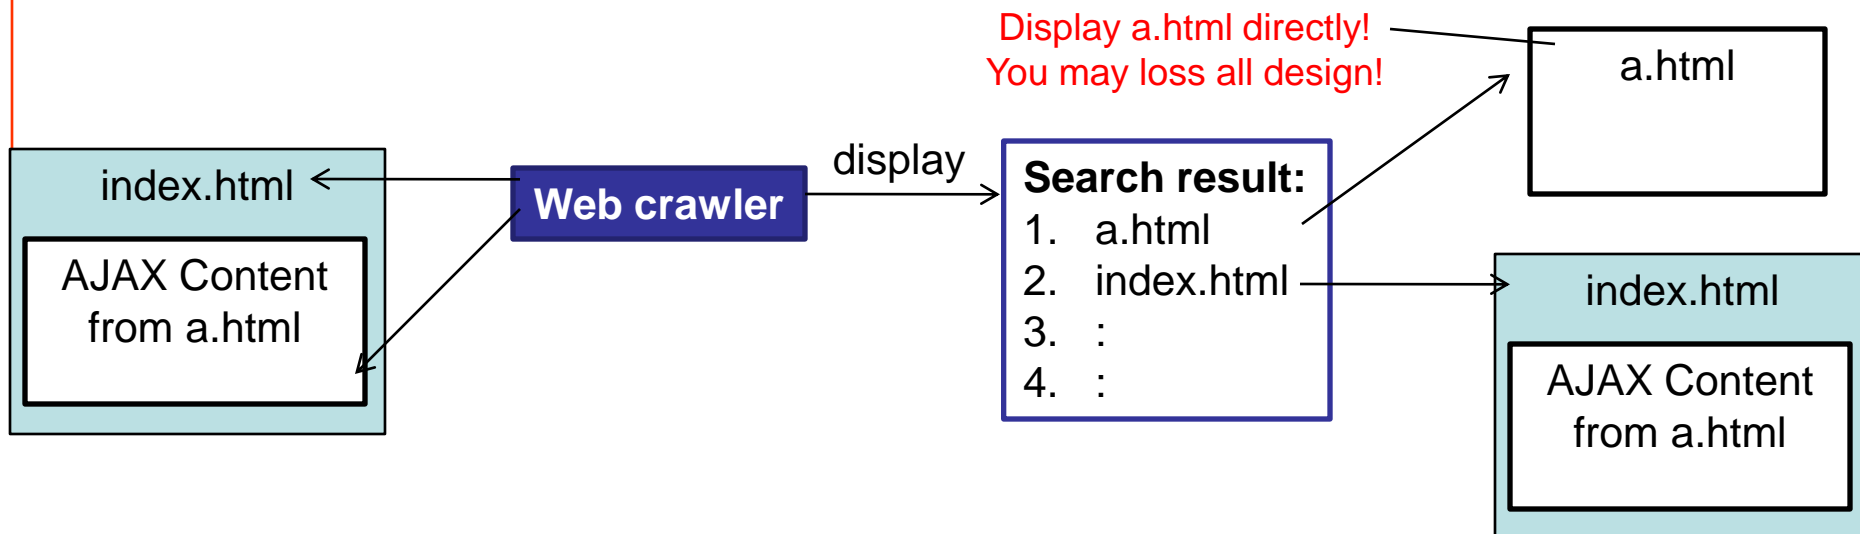 Display a.html directly!
You may loss all design!
a.html
index.html
AJAX Content
from a.html
Web crawler
display
Search result:
1. a.html
2. index.html
3. :
4. :
index.html
AJAX Content
from a.html